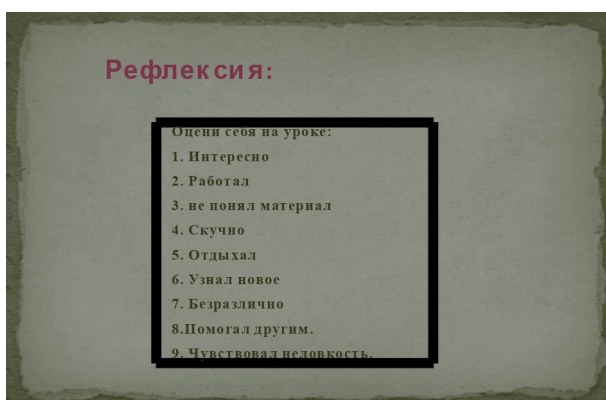 Рефлексия:
Оцени себя на уроке:
1. Интересно
2. Работал
3. не понял материал
4. Скучно
5. Отдыхал
6. Узнал новое
7. Безразлично
8.Помогал другим.
9. Чувствовал неловкость.